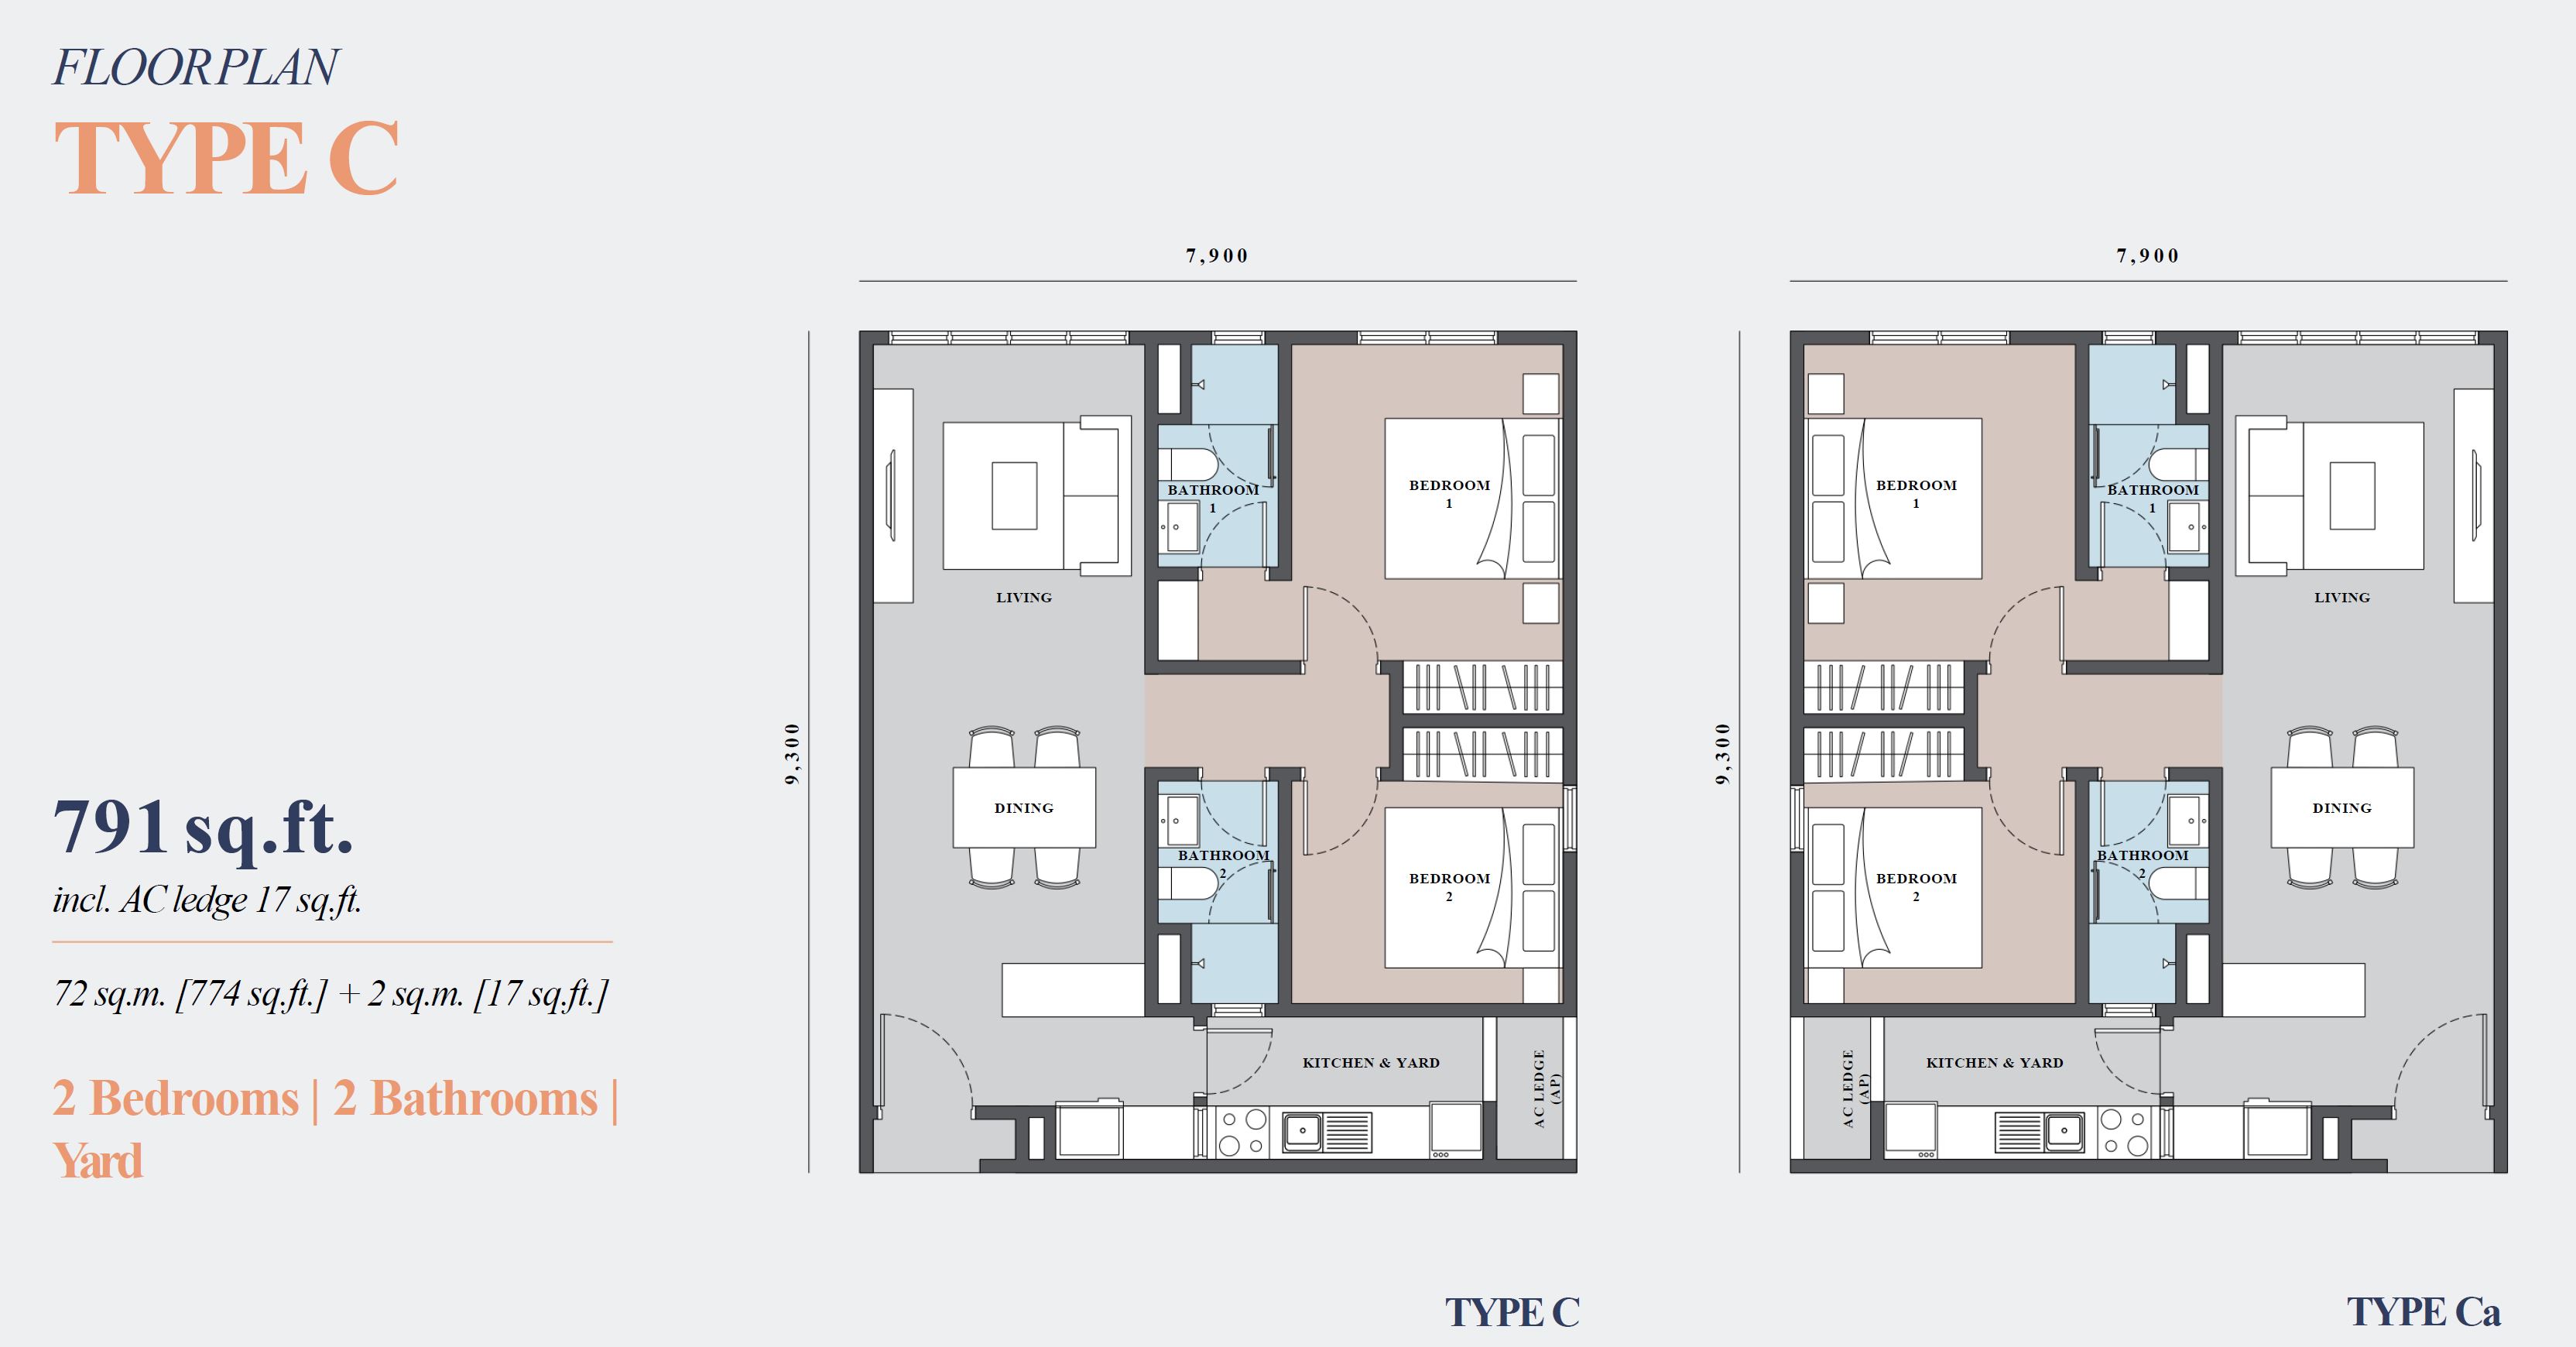 FLOOR PLAN
TYPE C
791 sq.ft.
incl. AC ledge 17 sq.ft.
72 sq.m. [774 sq.ft.] + 2 sq.m. [17 sq.ft.]
2 Bedrooms | 2 Bathrooms |
Yard
7,900
9,300
BATHROOM
1
BEDROOM
1
LIVING
DINING
BATHROOM
2
BEDROOM
2
KITCHEN & YARD
AC LEDGE
(AP)
TYPE C
7,900
9,300
BEDROOM
1
BATHROOM
1
LIVING
DINING
BEDROOM
2
BATHROOM
2
KITCHEN & YARD
AC LEDGE
(AP)
TYPE Ca